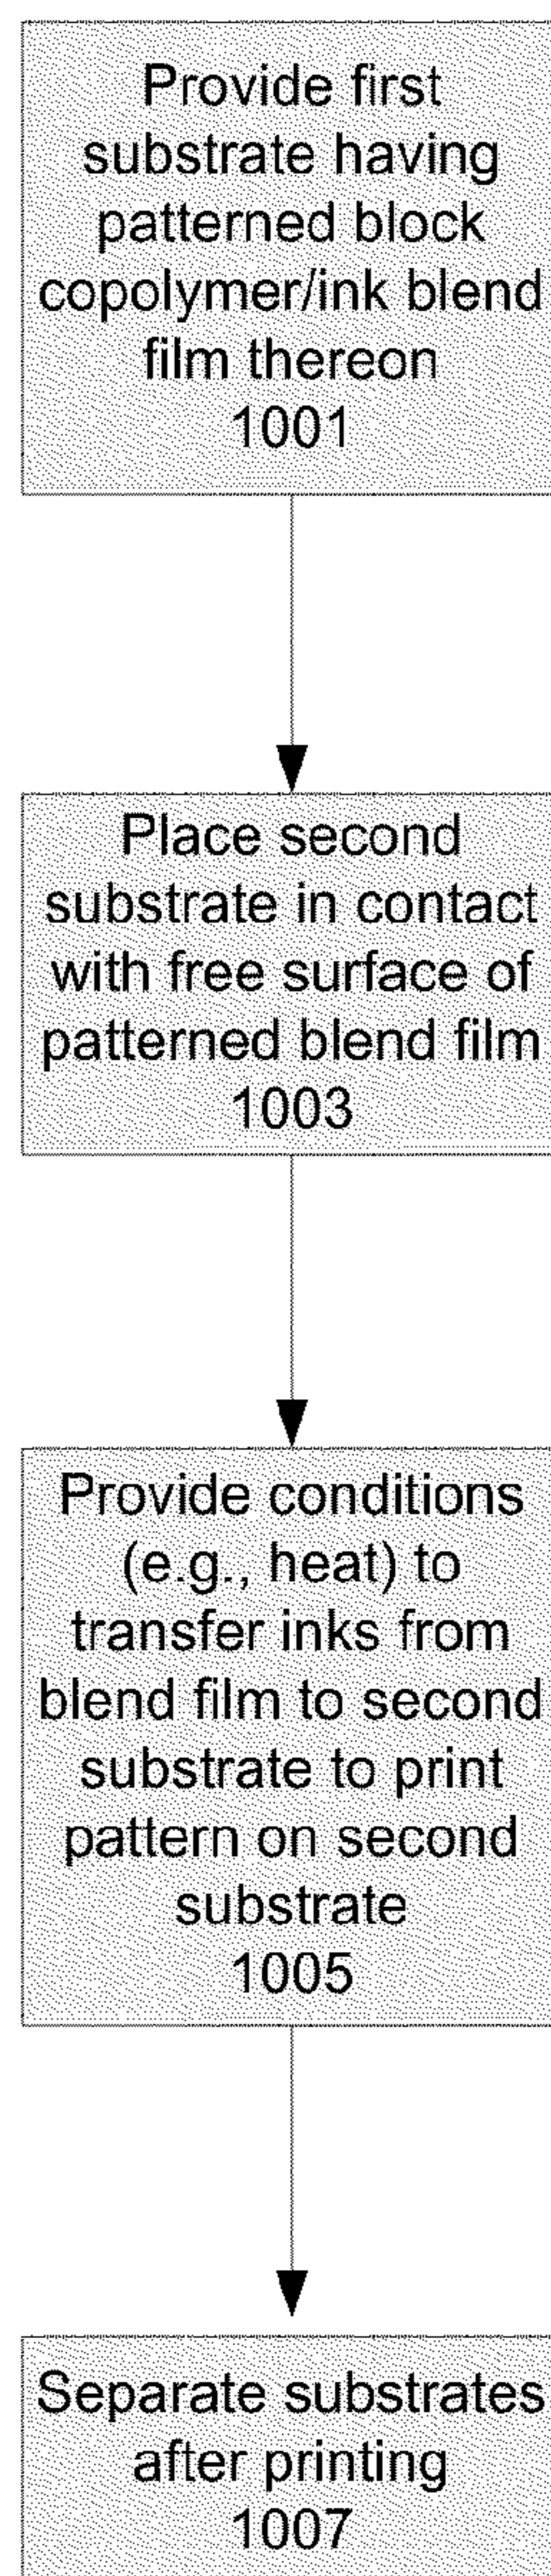 Provide first
substrate having
patterned block
copolymer/ink blend
film thereon
1001
Place second
substrate in contact
with free surface of
patterned blend film
1003
Provide conditions
(e.g., heat) to
transfer inks from
blend film to second
substrate to print
pattern on second
substrate
1005
Separate substrates
after printing
1007